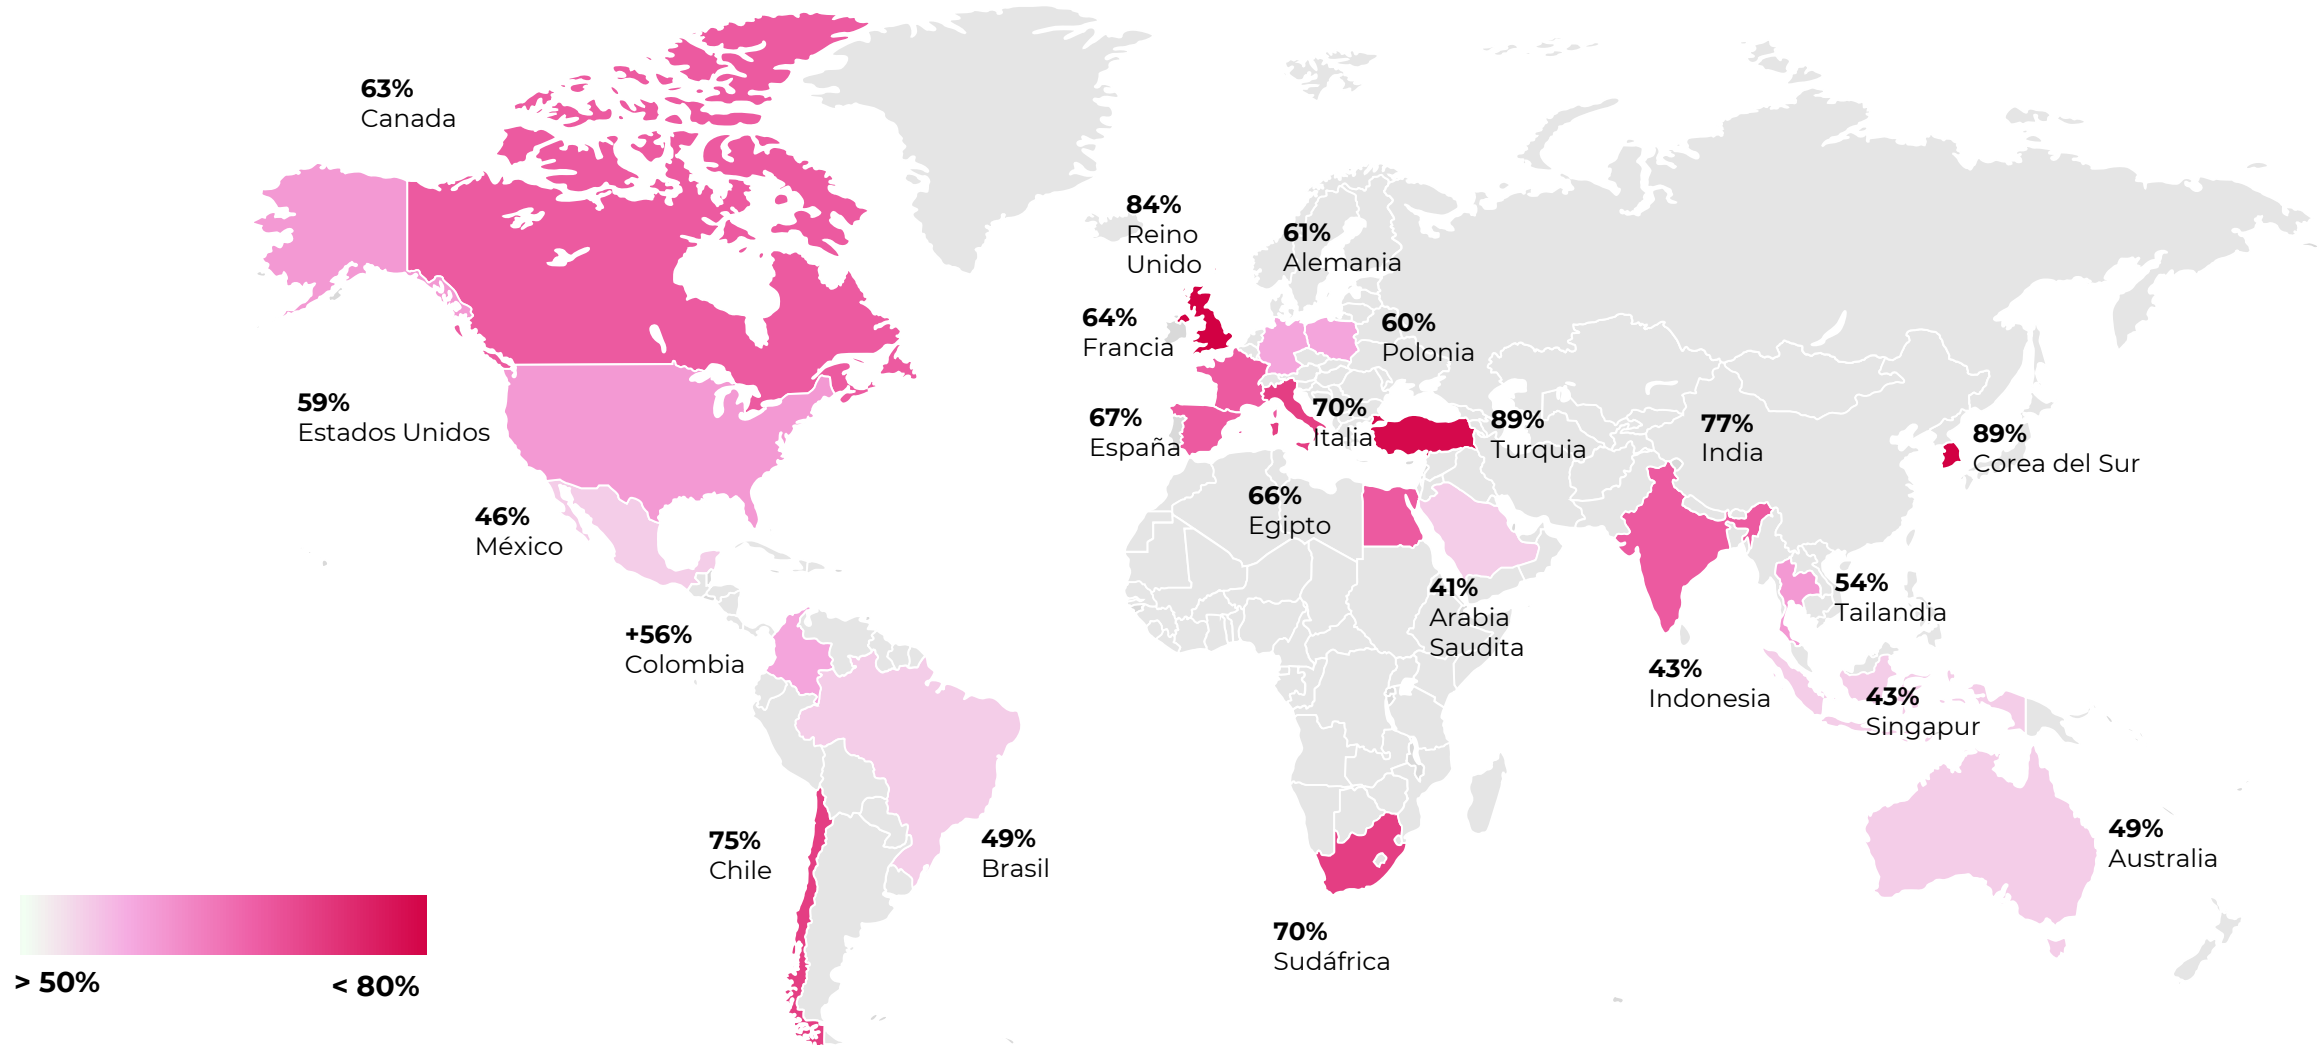 63%
Canada
84%
Reino
Unido
61%
Alemania
64%
Francia
60%
Polonia
59%
Estados Unidos
67%
España
70%
Italia
89%
Turquia
77%
India
89%
Corea del Sur
46%
México
66%
Egipto
41%
Arabia
Saudita
54%
Tailandia
+56%
Colombia
43%
Indonesia
43%
Singapur
75%
Chile
49%
Brasil
49%
Australia
70%
Sudáfrica
> 50%
< 80%